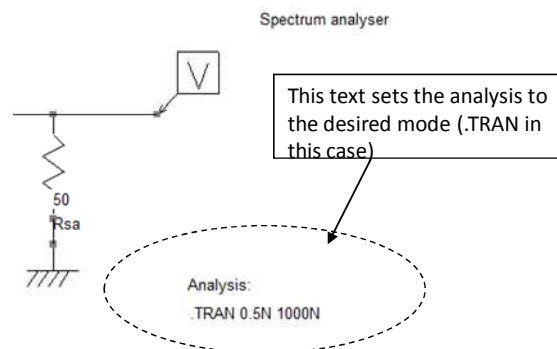 Spectrum analyser
V
This text sets the analysis to
the desired mode (.TRAN in
this case)
50
Rsa
Analysis:
.TRAN 0.5N 1000N